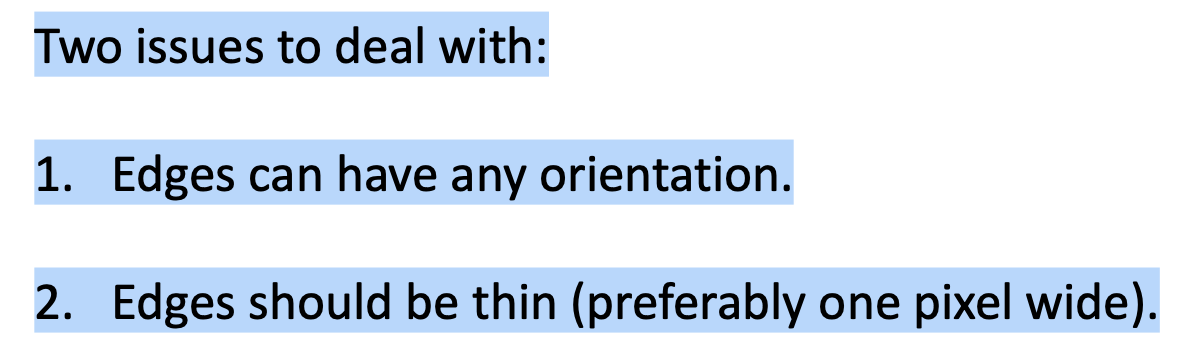 Two issues to deal with:
1. Edges can have any orientation.
2. Edges should be thin (preferably one pixel wide).